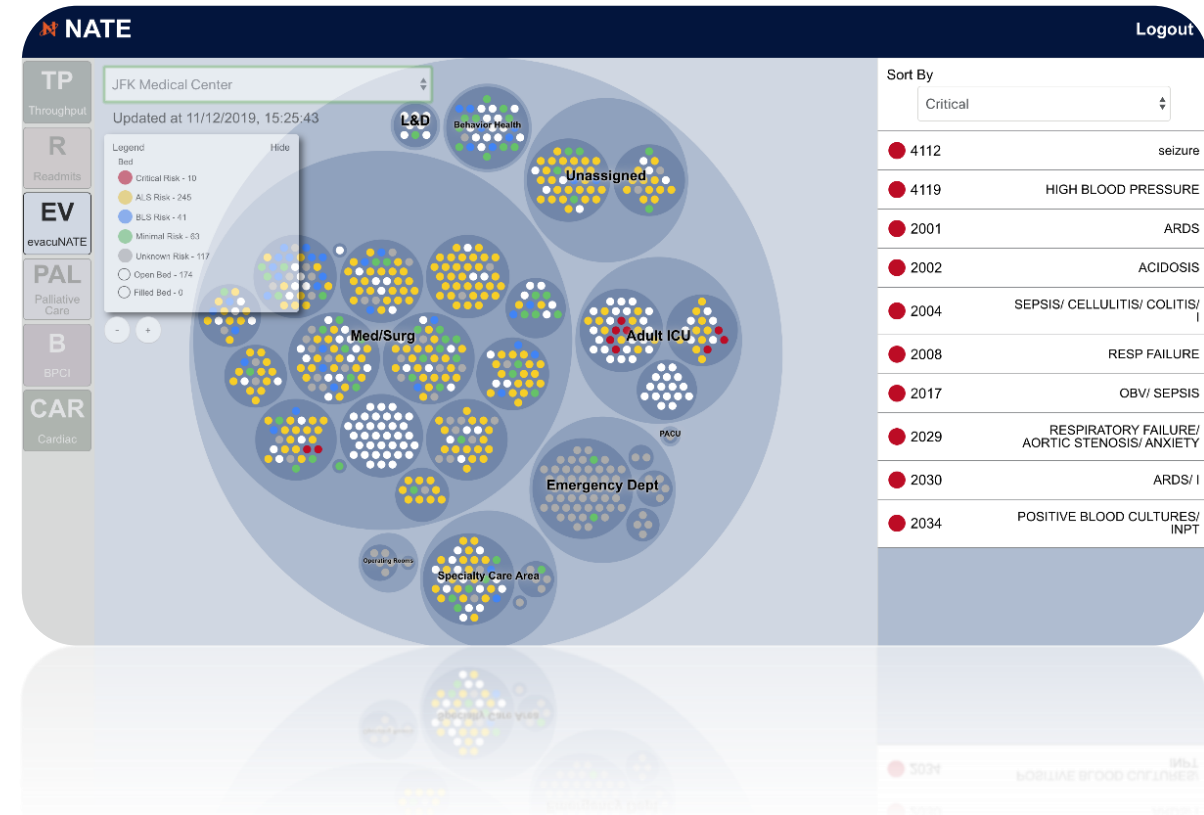 NATE
Logout
TP
Throughput
R
Readmits
EV
evacuNATE
PAL
Palliative
Care
B
BPCI
CAR
Cardiac
JFK Medical Center
Updated at 11/12/2019, 15:25:43
Legend
Hide
Bed
Critical Risk - 10
ALS Risk - 245
BLS Risk - 41
Minimal Risk - 63
Unknown Risk - 117
Open Bed - 174
Filled Bed - 0
-
+
L&D
Behavior Health
Unassigned
Med/Surg
Adult ICU
PACU
Emergency Dept
Operating Rooms
Specialty Care Area
Sort By
Critical
4112 seizure
4119 HIGH BLOOD PRESSURE
2001 ARDS
2002 ACIDOSIS
2004 SEPSIS/ CELLULITIS/ COLITIS/
I
2008 RESP FAILURE
2017 OBV/ SEPSIS
2029 RESPIRATORY FAILURE/
AORTIC STENOSIS/ ANXIETY
2030 ARDS/ I
2034 POSITIVE BLOOD CULTURES/
INPT